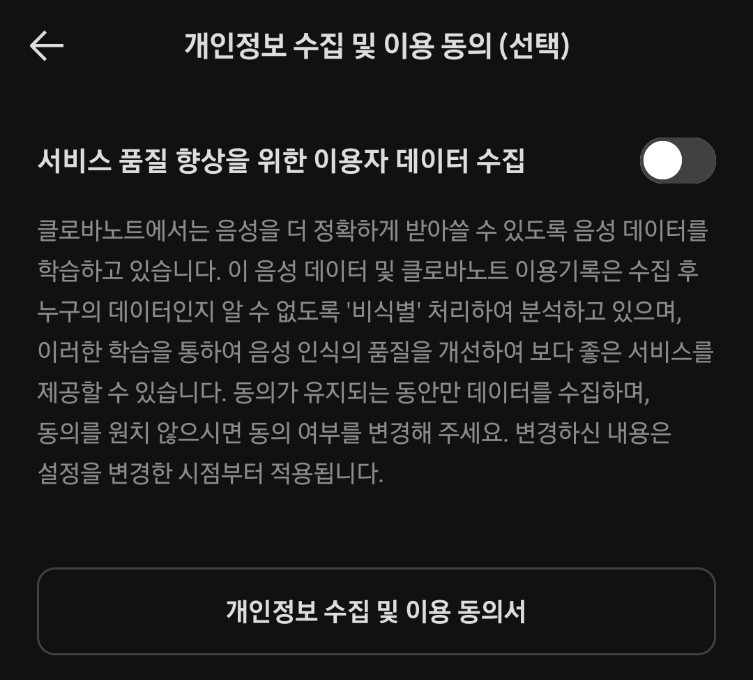 개인정보 수집 및 이용 동의 (선택)
서비스 품질 향상을 위한 이용자 데이터 수집
클로바노트에서는 음성을 더 정확하게 받아쓸 수 있도록 음성 데이터를
학습하고 있습니다. 이 음성 데이터 및 클로바노트 이용기록은 수집 후
누구의 데이터인지 알 수 없도록 '비식별' 처리하여 분석하고 있으며,
이러한 학습을 통하여 음성 인식의 품질을 개선하여 보다 좋은 서비스를
제공할 수 있습니다. 동의가 유지되는 동안만 데이터를 수집하며,
동의를 원치 않으시면 동의 여부를 변경해 주세요. 변경하신 내용은
설정을 변경한 시점부터 적용됩니다.
개인정보 수집 및 이용 동의서